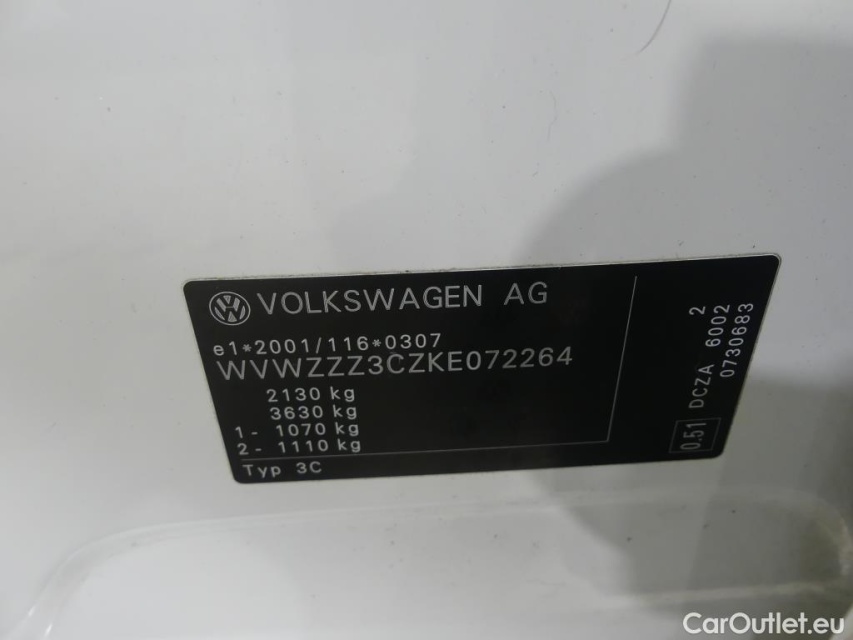 VOLKSWAGEN AG
e1*2001/116*0307
WVWZZZ3CZKE072264
2130 kg
3630 kg
1- 1070 kg
2- 1110 kg
Typ 3C
0.51
DCZA 6002 2
0730683
CarOutlet.eu